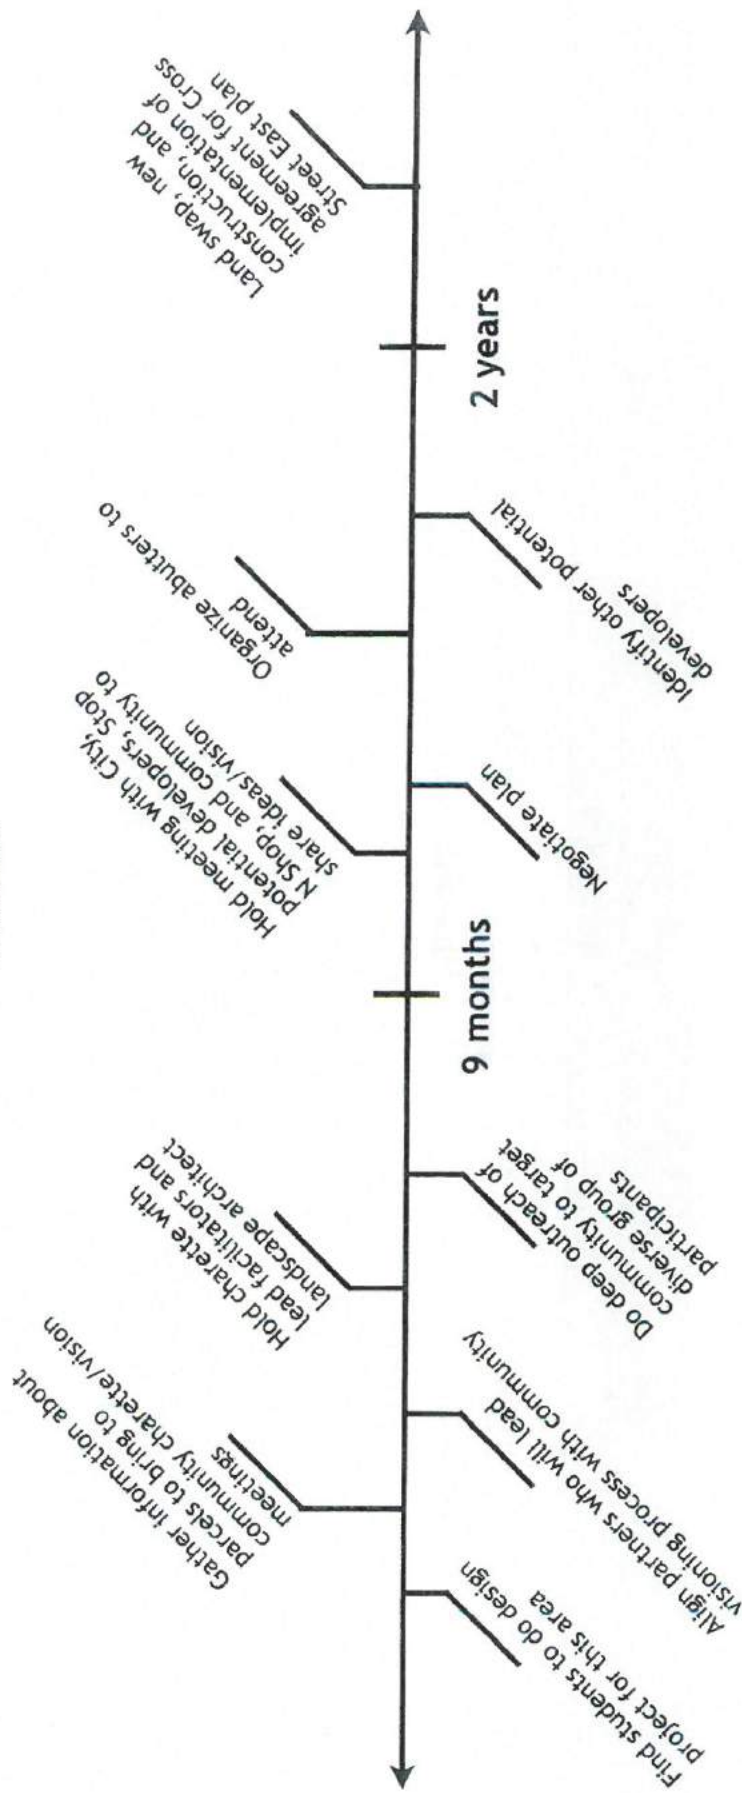 Find students to do design
project for this area
Gather information about
parcels to bring to
community charette/vision
meetings
Align partners who will lead
visioning process with community
Hold charette with
lead facilitators and
landscape architect
Do deep outreach of
community to target
diverse group of
participants
9 months
Hold meeting with City,
potential developers, Stop
N Shop, and community to
share ideas/vision
Negotiate plan
Organize abutters to
attend
Identify other potential
developers
2 years
Land swap, new
construction, and
implementation of
agreement for Cross
Street East plan